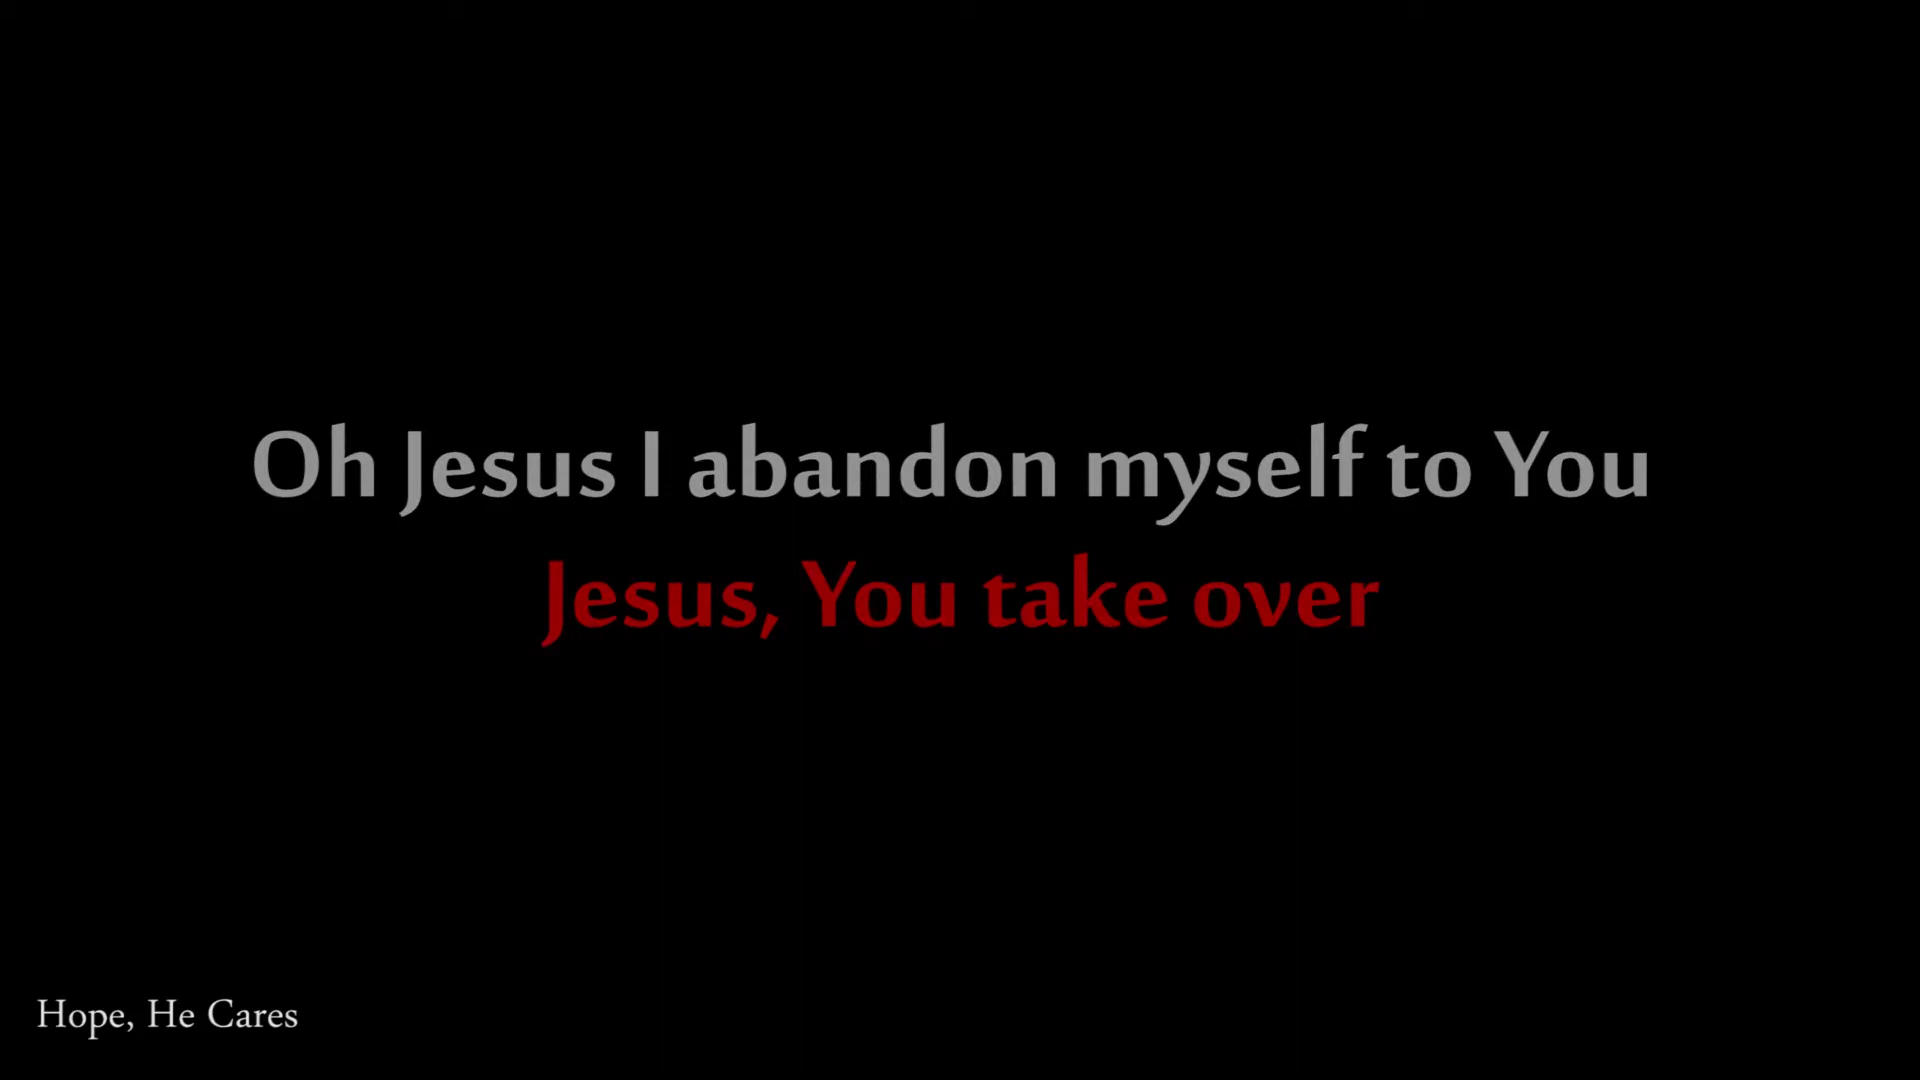 Oh Jesus I abandon myself to You
Jesus, You take over
Hope, He Cares